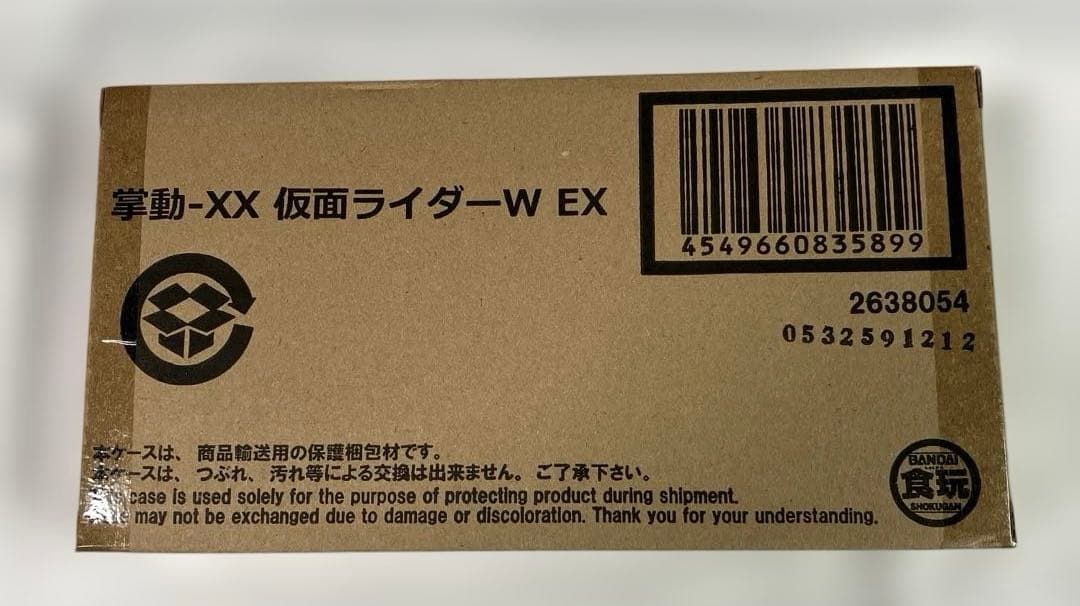 掌動-XX 仮面ライダーW EX
4549660835899
2638054
0532591212
本ケースは、商品輸送用の保護梱包材です。
本ケースは、つぶれ、汚れ等による交換は出来ません。ご了承下さい。
case is used solely for the purpose of protecting product during shipment.
may not be exchanged due to damage or discoloration. Thank you for your understanding.
BANDAI
食玩
SHOKUGAN